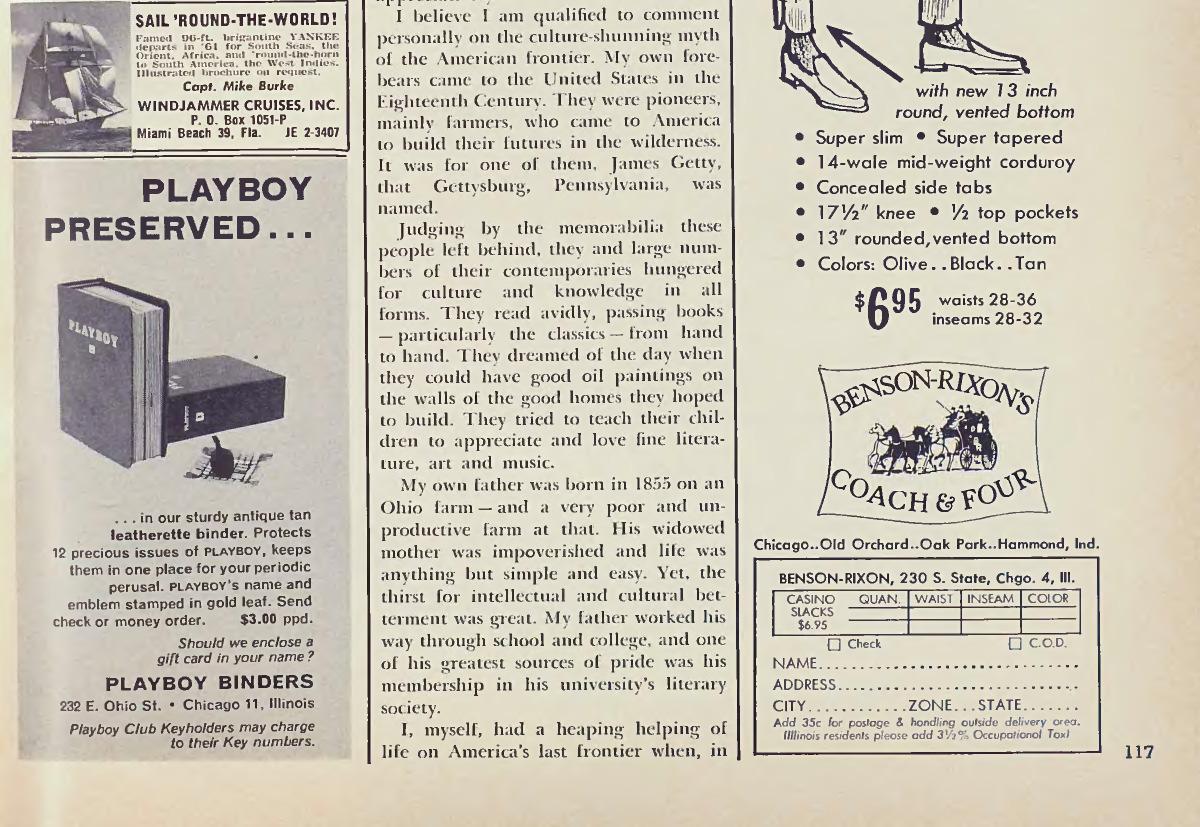 SAIL 'ROUND-THE-WORLD!
Famed 96-ft. brigantine YANKEE
departs in '61 for South Seas, the
Orient, Africa, and 'round-the-horn
to South America, the West Indies.
Illustrated brochure on request.
Capt. Mike Burke
WINDJAMMER CRUISES, INC.
P. O. Box 1051-P
Miami Beach 39, Fla. JE 2-3407
PLAYBOY
PRESERVED...
PLAYBOY
... in our sturdy antique tan
leatherette binder. Protects
12 precious issues of PLAYBOY, keeps
them in one place for your periodic
perusal. PLAYBOY's name and
emblem stamped in gold leaf. Send
check or money order. $3.00 ppd.
Should we enclose a
gift card in your name?
PLAYBOY BINDERS
232 E. Ohio St. • Chicago 11, Illinois
Playboy Club Keyholders may charge
to their Key numbers.
I believe I am qualified to comment
personally on the culture-shunning myth
of the American frontier. My own fore-
bears came to the United States in the
Eighteenth Century. They were pioneers,
mainly farmers, who came to America
to build their futures in the wilderness.
It was for one of them, James Getty,
that Gettysburg, Pennsylvania, was
named.
Judging by the memorabilia these
people left behind, they and large num-
bers of their contemporaries hungered
for culture and knowledge in all
forms. They read avidly, passing books
— particularly the classics — from hand
to hand. They dreamed of the day when
they could have good oil paintings on
the walls of the good homes they hoped
to build. They tried to teach their chil-
dren to appreciate and love fine litera-
ture, art and music.
My own father was born in 1855 on an
Ohio farm — and a very poor and un-
productive farm at that. His widowed
mother was impoverished and life was
anything but simple and easy. Yet, the
thirst for intellectual and cultural bet-
terment was great. My father worked his
way through school and college, and one
of his greatest sources of pride was his
membership in his university's literary
society.
I, myself, had a heaping helping of
life on America's last frontier when, in
with new 13 inch
round, vented bottom
• Super slim • Super tapered
• 14-wale mid-weight corduroy
• Concealed side tabs
• 17½" knee • ½ top pockets
• 13" rounded, vented bottom
• Colors: Olive..Black..Tan
$6.95 waists 28-36
inseams 28-32
BENSON-RIXON'S
COACH & FOUR
Chicago..Old Orchard..Oak Park..Hammond, Ind.
BENSON-RIXON, 230 S. State, Chgo. 4, Ill.
CASINO SLACKS $6.95 QUAN. WAIST INSEAM COLOR
☐ Check ☐ C.O.D.
NAME.................................
ADDRESS...............................
CITY............ZONE...STATE.......
Add 35c for postage & handling outside delivery area.
(Illinois residents please add 3½% Occupational Tax)
117